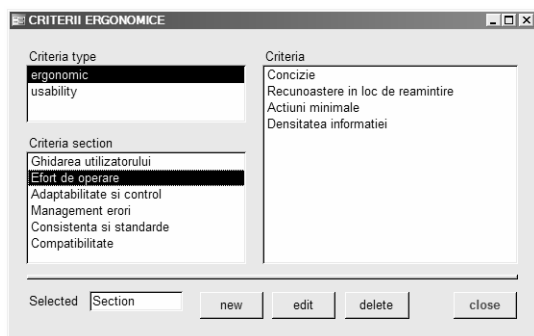 CRITERII ERGONOMICE
Criteria type
ergonomic
usability
Criteria section
Ghidarea utilizatorului
Efort de operare
Adaptabilitate si control
Management erori
Consistenta si standarde
Compatibilitate
Criteria
Concizie
Recunoastere in loc de reamintire
Actiuni minimale
Densitatea informatiei
Selected Section new edit delete close